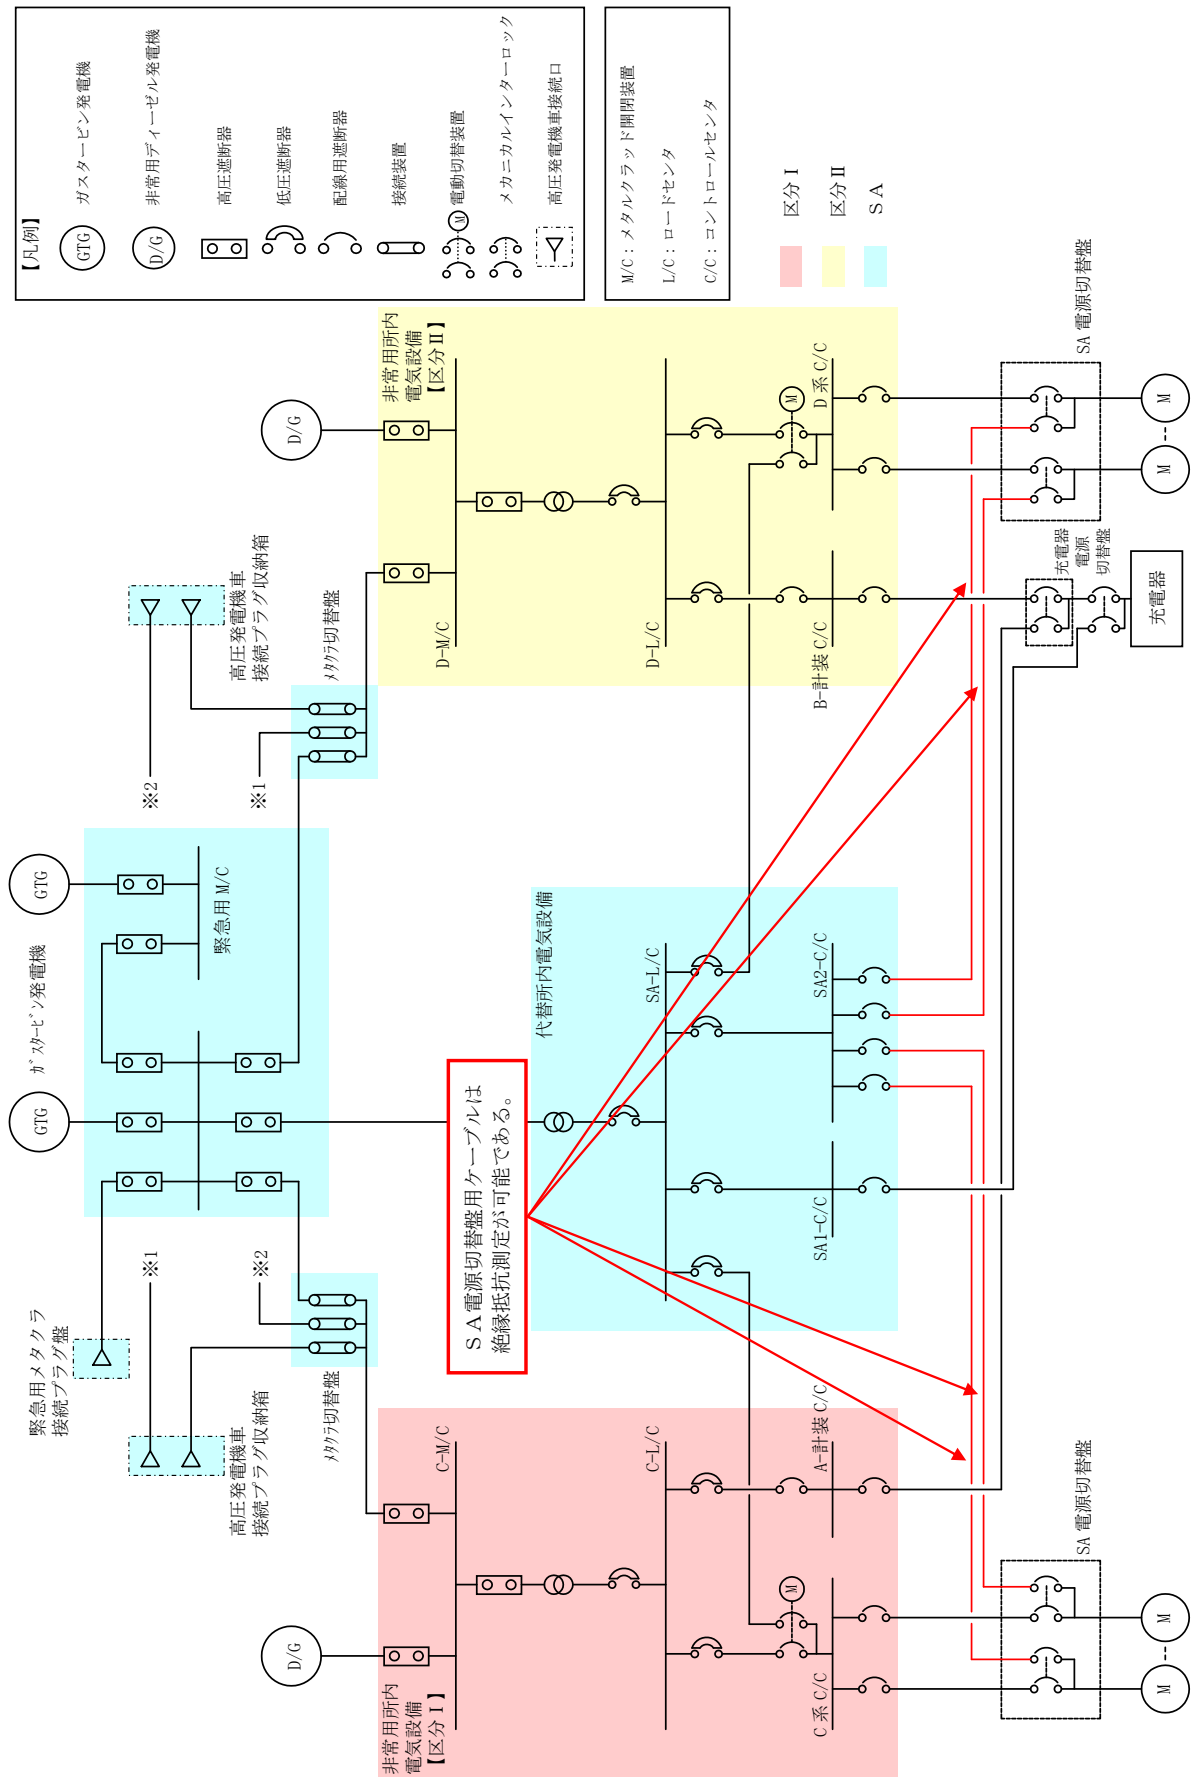 【凡例】
GTG
ガスタービン発電機
D/G
非常用ディーゼル発電機
高圧遮断器
低圧遮断器
配線用遮断器
接続装置
M
電動切替装置
メカニカルインターロック
高圧発電機車接続口
M/C：メタルクラッド開閉装置
L/C：ロードセンタ
C/C：コントロールセンタ
区分Ⅰ
区分Ⅱ
ＳＡ
緊急用メタクラ
接続プラグ盤
GTG
ｶﾞｽﾀｰﾋﾞﾝ発電機
GTG
緊急用 M/C
※1
※2
高圧発電機車
接続プラグ収納箱
ﾒﾀｸﾗ切替盤
※2
※1
高圧発電機車
接続プラグ収納箱
ﾒﾀｸﾗ切替盤
D/G
非常用所内
電気設備
【区分Ⅰ】
C-M/C
C-L/C
M
C 系 C/C
A-計装 C/C
ＳＡ電源切替盤用ケーブルは
絶縁抵抗測定が可能である。
代替所内電気設備
SA-L/C
SA1-C/C
SA2-C/C
D/G
非常用所内
電気設備
【区分Ⅱ】
D-M/C
D-L/C
M
B-計装 C/C
D 系 C/C
SA 電源切替盤
M
M
充電器
電源
切替盤
充電器
SA 電源切替盤
M
M